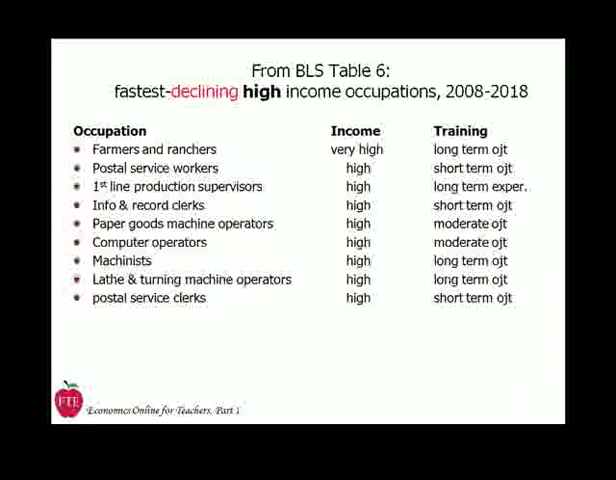 From BLS Table 6:
fastest-declining high income occupations, 2008-2018
Occupation Income Training
Farmers and ranchers very high long term ojt
Postal service workers high short term ojt
1st line production supervisors high long term exper.
Info & record clerks high short term ojt
Paper goods machine operators high moderate ojt
Computer operators high moderate ojt
Machinists high long term ojt
Lathe & turning machine operators high long term ojt
postal service clerks high short term ojt
FTE
Economics Online for Teachers, Part 1